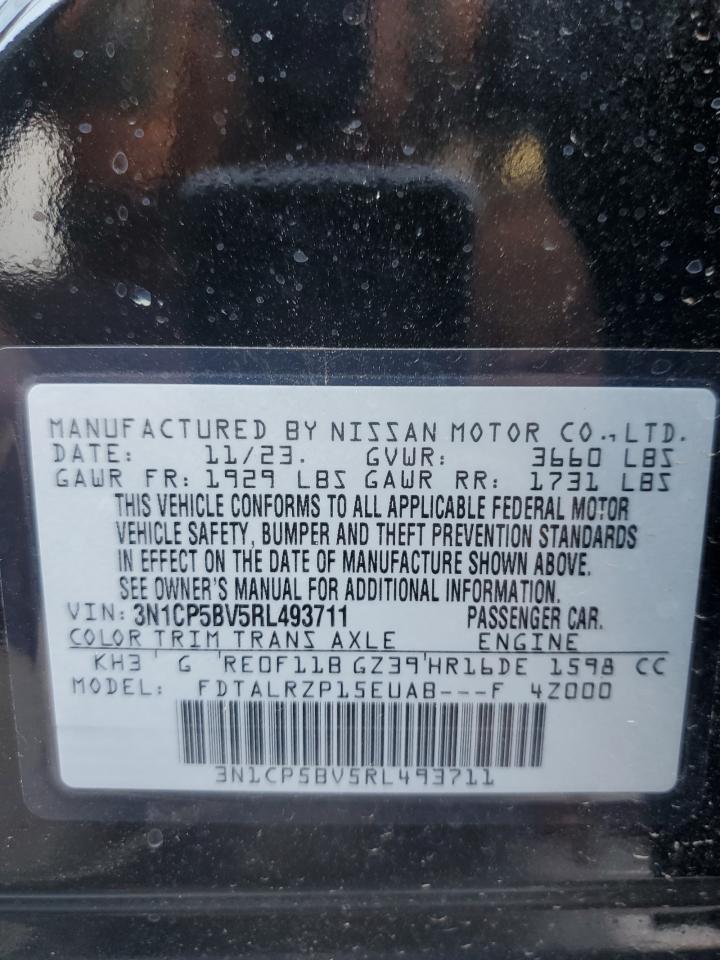 MANUFACTURED BY NISSAN MOTOR CO., LTD.
DATE: 11/23. GVWR: 3660 LBS
GAWR FR: 1929 LBS GAWR RR: 1731 LBS
THIS VEHICLE CONFORMS TO ALL APPLICABLE FEDERAL MOTOR
VEHICLE SAFETY, BUMPER AND THEFT PREVENTION STANDARDS
IN EFFECT ON THE DATE OF MANUFACTURE SHOWN ABOVE.
SEE OWNER'S MANUAL FOR ADDITIONAL INFORMATION.
VIN: 3N1CP5BV5RL493711 PASSENGER CAR.
COLOR TRIM TRANS AXLE ENGINE
KH3 G RE0F11B GZ39 HR16DE 1598 CC
MODEL: FDTALRZP15EUAB---F 4Z000
3N1CP5BV5RL493711